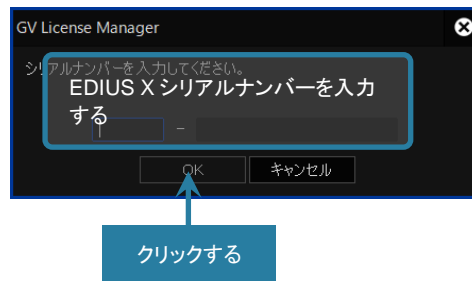 GV License Manager
シリアルナンバーを入力してください。
EDIUS X シリアルナンバーを入力
する
–
OK
キャンセル
クリックする